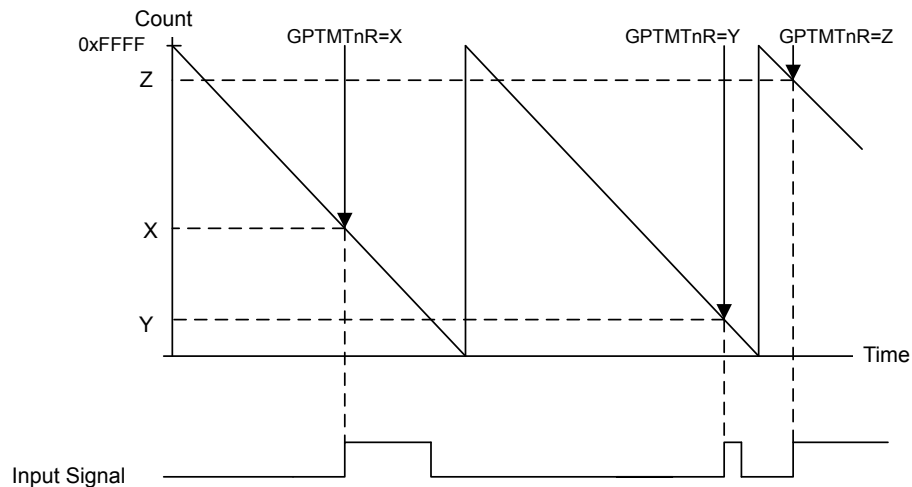 Count
0xFFFF
GPTMTnR=X
GPTMTnR=Y
GPTMTnR=Z
Z
X
Y
Time
Input Signal